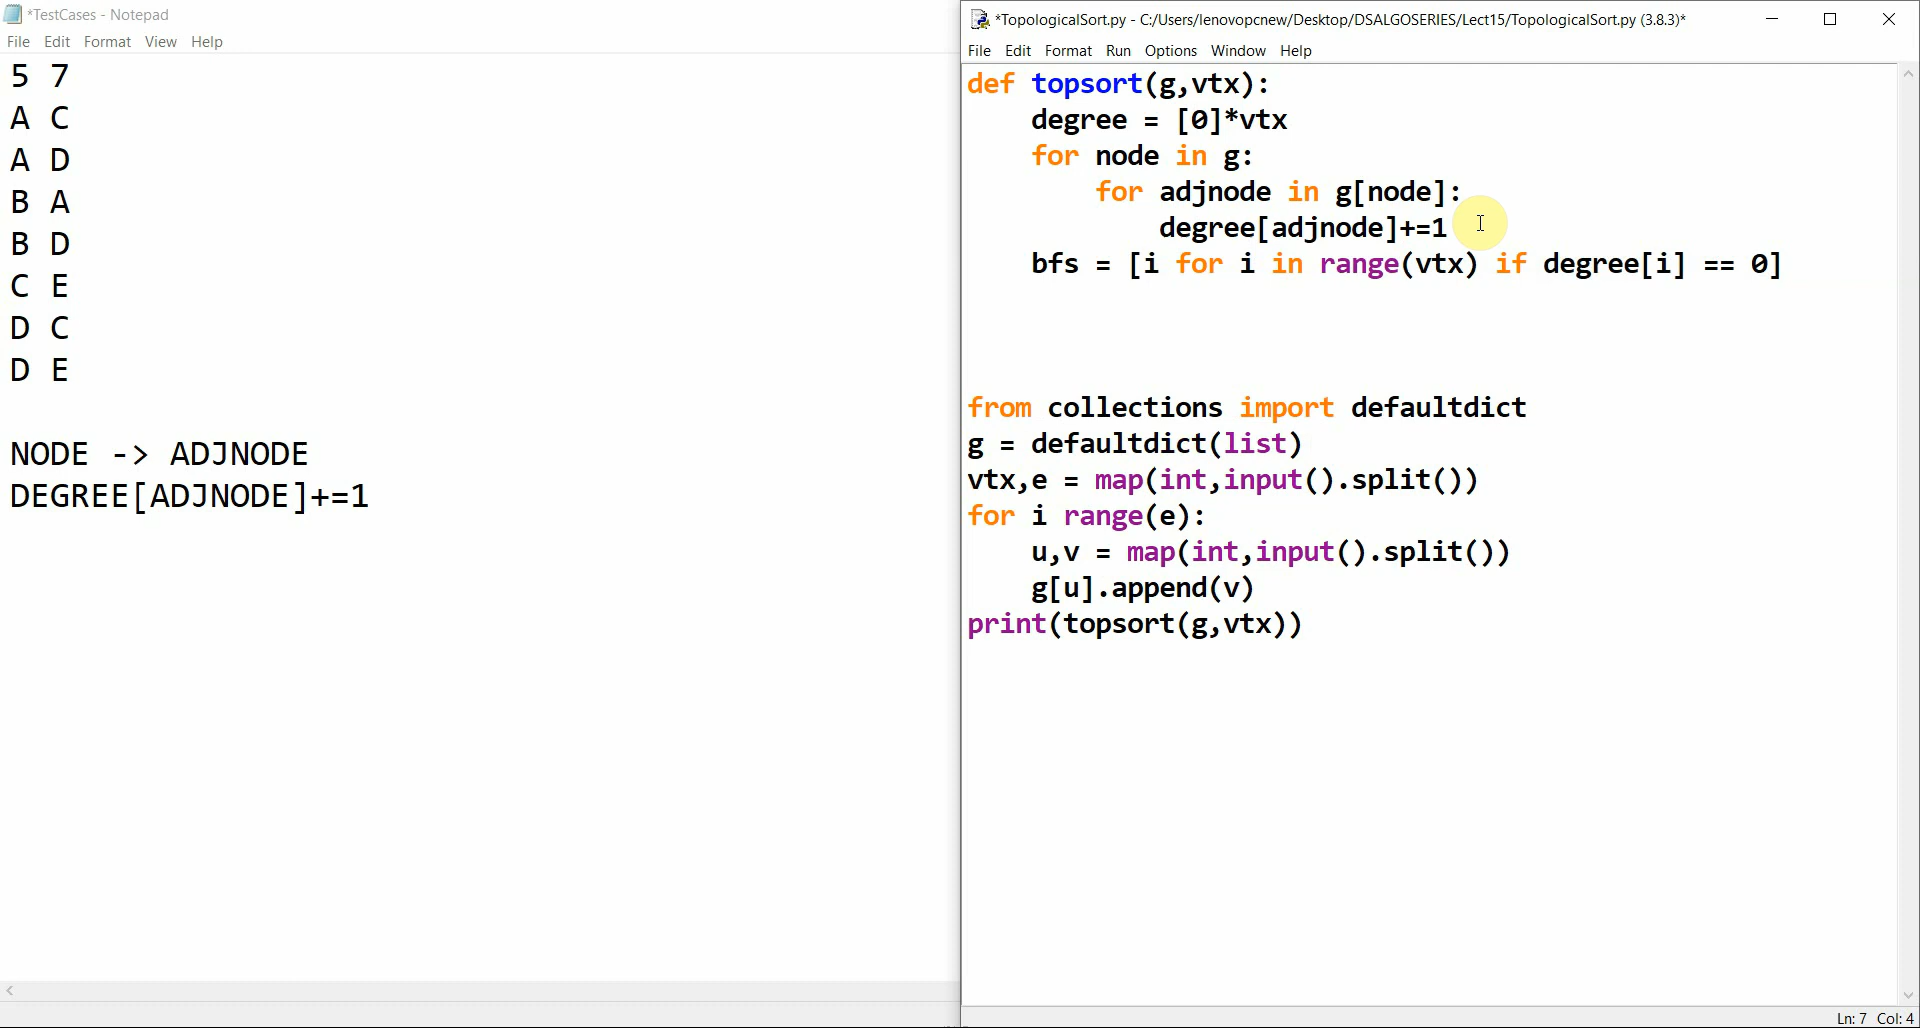 *TestCases - Notepad
File Edit Format View Help
5 7
A C
A D
B A
B D
C E
D C
D E
NODE -> ADJNODE
DEGREE[ADJNODE]+=1
*TopologicalSort.py - C:/Users/lenovopcnew/Desktop/DSALGOSERIES/Lect15/TopologicalSort.py (3.8.3)*
File Edit Format Run Options Window Help
def topsort(g,vtx):
    degree = [0]*vtx
    for node in g:
        for adjnode in g[node]:
            degree[adjnode]+=1
    bfs = [i for i in range(vtx) if degree[i] == 0]
from collections import defaultdict
g = defaultdict(list)
vtx,e = map(int,input().split())
for i range(e):
    u,v = map(int,input().split())
    g[u].append(v)
print(topsort(g,vtx))
Ln: 7 Col: 4